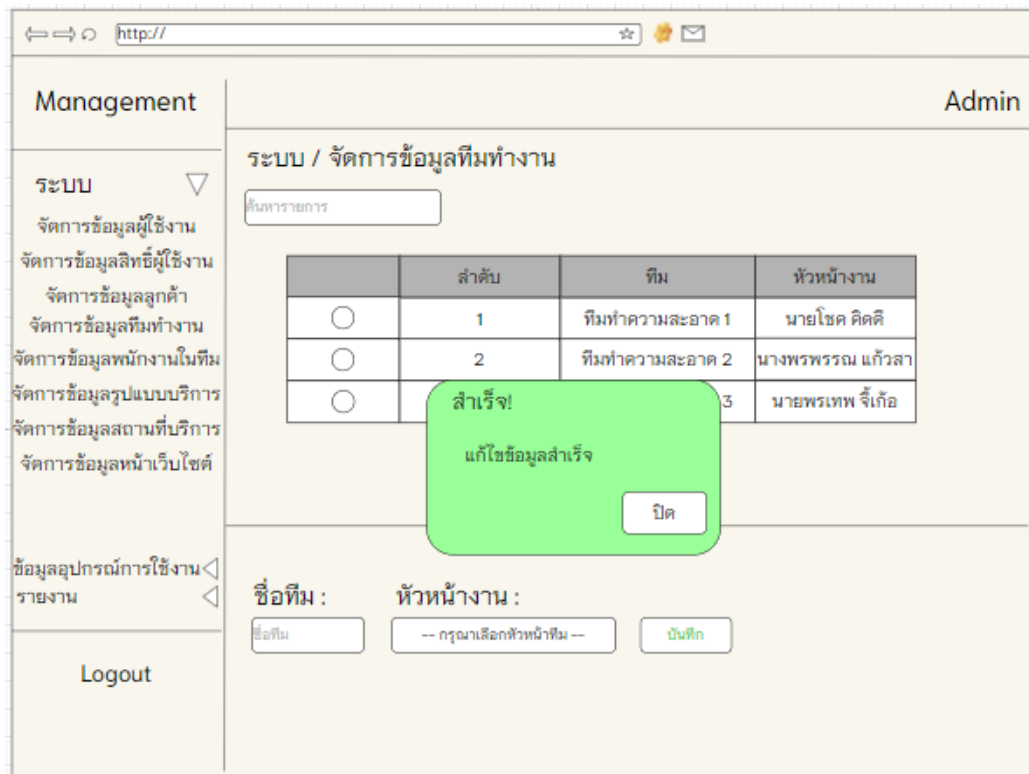 http://
Management
Admin
ระบบ
จัดการข้อมูลผู้ใช้งาน
จัดการข้อมูลสิทธิ์ผู้ใช้งาน
จัดการข้อมูลลูกค้า
จัดการข้อมูลทีมทำงาน
จัดการข้อมูลพนักงานในทีม
จัดการข้อมูลรูปแบบบริการ
จัดการข้อมูลสถานที่บริการ
จัดการข้อมูลหน้าเว็บไซต์
ข้อมูลอุปกรณ์การใช้งาน
รายงาน
Logout
ระบบ / จัดการข้อมูลทีมทำงาน
ค้นหารายการ
ลำดับ ทีม หัวหน้างาน
1 ทีมทำความสะอาด 1 นายโชค คิดดี
2 ทีมทำความสะอาด 2 นางพรพรรณ แก้วสา
3 นายพรเทพ จี้เก้อ
สำเร็จ!
แก้ไขข้อมูลสำเร็จ
ปิด
ชื่อทีม : หัวหน้างาน :
ชื่อทีม -- กรุณาเลือกหัวหน้าทีม -- บันทึก